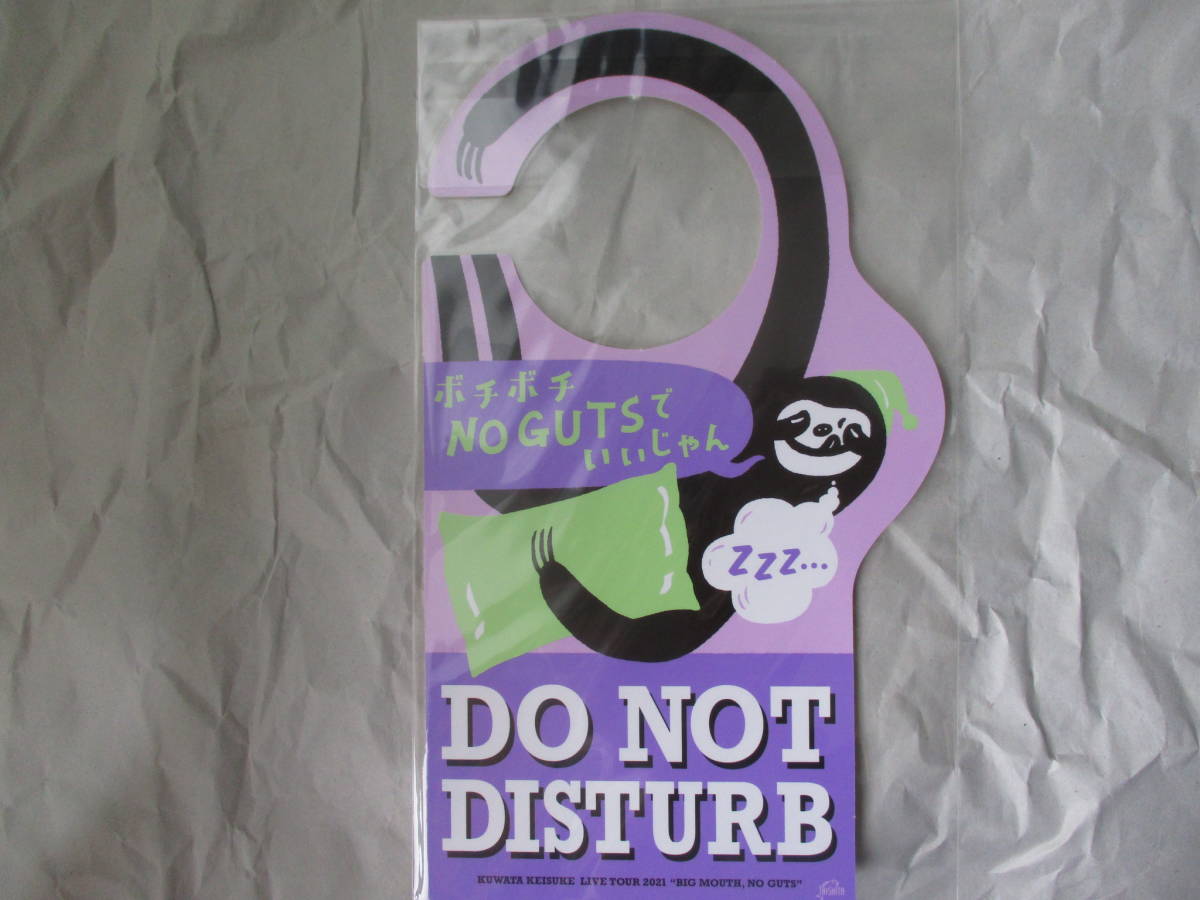 ボチボチ
NO GUTSで
いいじゃん
ZZZ...
DO NOT
DISTURB
KUWATA KEISUKE LIVE TOUR 2021 "BIG MOUTH, NO GUTS"